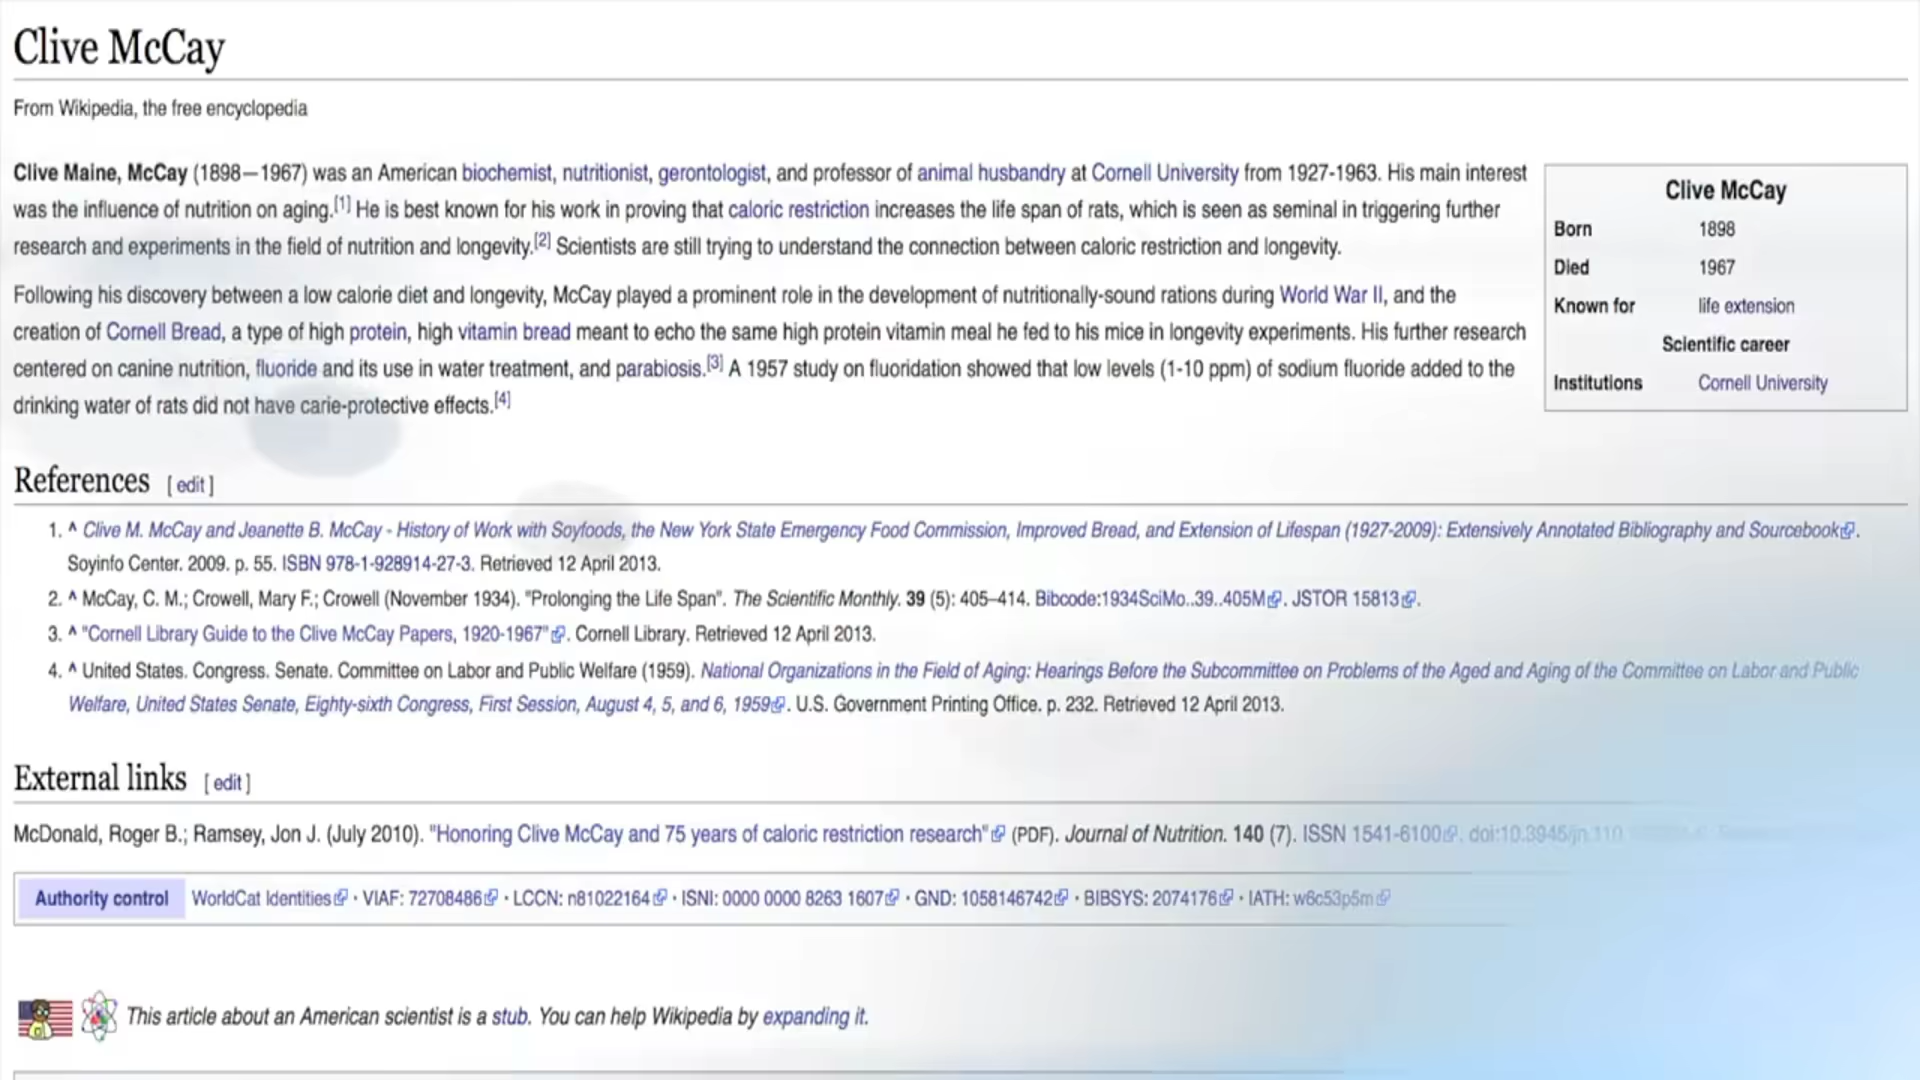 Clive McCay
From Wikipedia, the free encyclopedia
Clive Maine, McCay (1898—1967) was an American biochemist, nutritionist, gerontologist, and professor of animal husbandry at Cornell University from 1927-1963. His main interest
was the influence of nutrition on aging.[1] He is best known for his work in proving that caloric restriction increases the life span of rats, which is seen as seminal in triggering further
research and experiments in the field of nutrition and longevity.[2] Scientists are still trying to understand the connection between caloric restriction and longevity.
Following his discovery between a low calorie diet and longevity, McCay played a prominent role in the development of nutritionally-sound rations during World War II, and the
creation of Cornell Bread, a type of high protein, high vitamin bread meant to echo the same high protein vitamin meal he fed to his mice in longevity experiments. His further research
centered on canine nutrition, fluoride and its use in water treatment, and parabiosis.[3] A 1957 study on fluoridation showed that low levels (1-10 ppm) of sodium fluoride added to the
drinking water of rats did not have carie-protective effects.[4]
Clive McCay
Born 1898
Died 1967
Known for life extension
Scientific career
Institutions Cornell University
References [ edit ]
1. ^ Clive M. McCay and Jeanette B. McCay - History of Work with Soyfoods, the New York State Emergency Food Commission, Improved Bread, and Extension of Lifespan (1927-2009): Extensively Annotated Bibliography and Sourcebook.
Soyinfo Center. 2009. p. 55. ISBN 978-1-928914-27-3. Retrieved 12 April 2013.
2. ^ McCay, C. M.; Crowell, Mary F.; Crowell (November 1934). "Prolonging the Life Span". The Scientific Monthly. 39 (5): 405–414. Bibcode:1934SciMo..39..405M. JSTOR 15813.
3. ^ "Cornell Library Guide to the Clive McCay Papers, 1920-1967". Cornell Library. Retrieved 12 April 2013.
4. ^ United States. Congress. Senate. Committee on Labor and Public Welfare (1959). National Organizations in the Field of Aging: Hearings Before the Subcommittee on Problems of the Aged and Aging of the Committee on Labor and Public
Welfare, United States Senate, Eighty-sixth Congress, First Session, August 4, 5, and 6, 1959. U.S. Government Printing Office. p. 232. Retrieved 12 April 2013.
External links [ edit ]
McDonald, Roger B.; Ramsey, Jon J. (July 2010). "Honoring Clive McCay and 75 years of caloric restriction research" (PDF). Journal of Nutrition. 140 (7). ISSN 1541-6100. doi:10.3945/jn.110
Authority control WorldCat Identities · VIAF: 72708486 · LCCN: n81022164 · ISNI: 0000 0000 8263 1607 · GND: 1058146742 · BIBSYS: 2074176 · IATH: w6c53p5m
This article about an American scientist is a stub. You can help Wikipedia by expanding it.